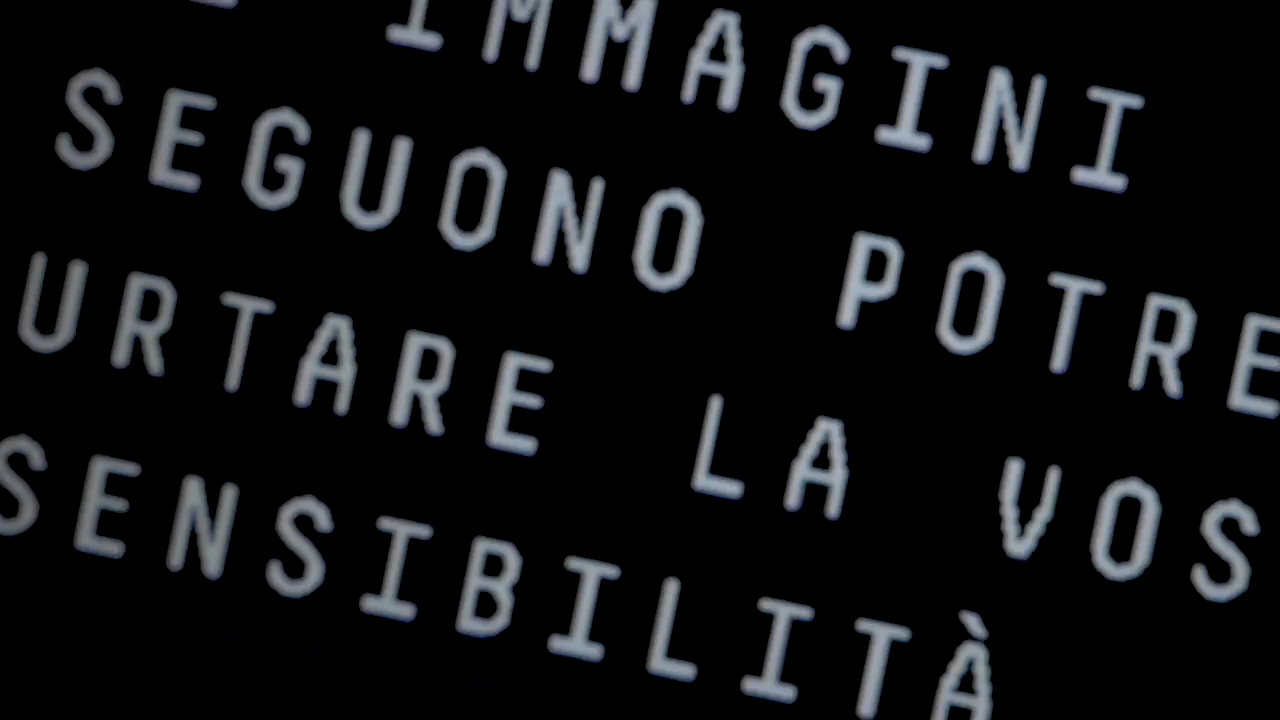 IMMAGINI
SEGUONO POTRE
URTARE LA VOS
SENSIBILITÀ